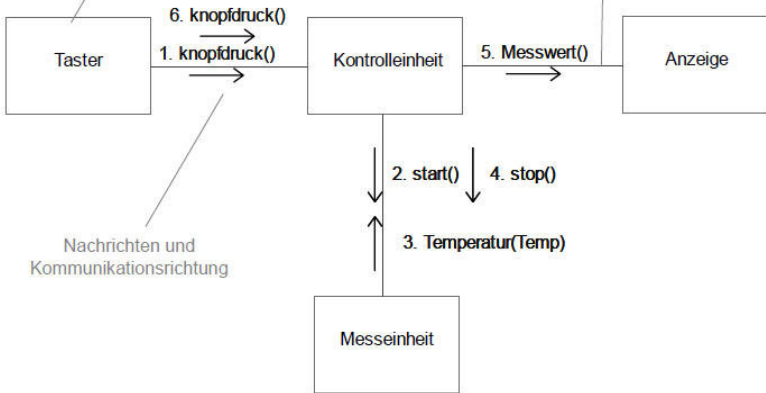 6. knopfdruck()
1. knopfdruck()
Taster
Kontrolleinheit
5. Messwert()
Anzeige
2. start()
4. stop()
3. Temperatur(Temp)
Nachrichten und
Kommunikationsrichtung
Messeinheit